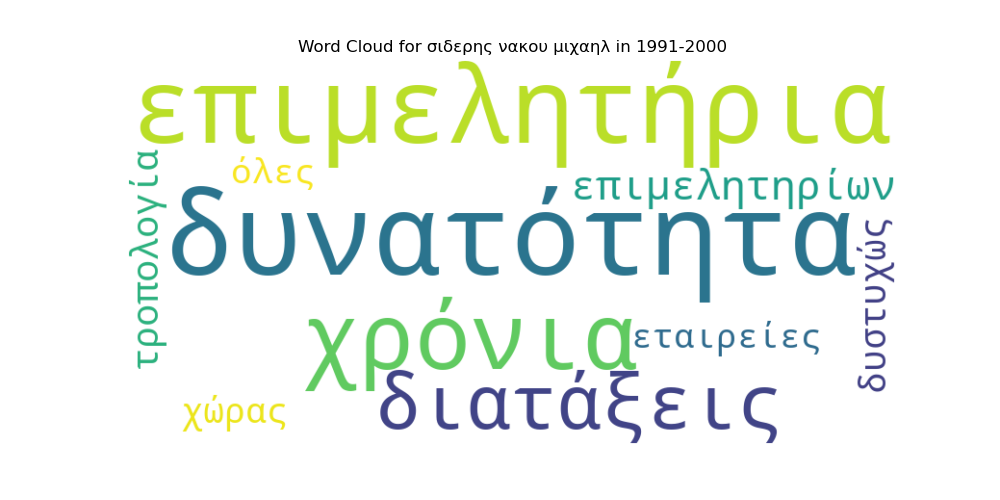 Word Cloud for σιδερης νακου μιχαηλ in 1991-2000
επιμελητήρια
τροπολογία
όλες
επιμελητηρίων
δυνατότητα
δυστυχώς
χρόνια
εταιρείες
διατάξεις
χώρας